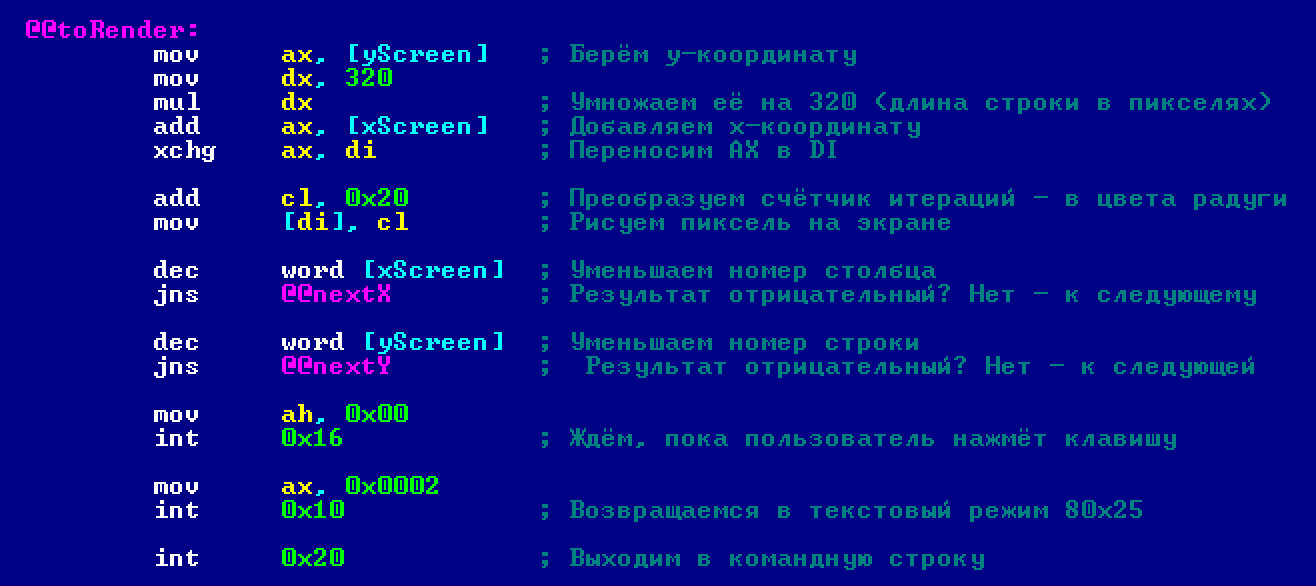 @@toRender:
mov ax, [yScreen] ; Берём y-координату
mov dx, 320
mul dx ; Умножаем её на 320 (длина строки в пикселях)
add ax, [xScreen] ; Добавляем x-координату
xchg ax, di ; Переносим AX в DI
add cl, 0x20 ; Преобразуем счётчик итераций — в цвета радуги
mov [di], cl ; Рисуем пиксель на экране
dec word [xScreen] ; Уменьшаем номер столбца
jns @@nextX ; Результат отрицательный? Нет — к следующему
dec word [yScreen] ; Уменьшаем номер строки
jns @@nextY ; Результат отрицательный? Нет — к следующей
mov ah, 0x00
int 0x16 ; Ждём, пока пользователь нажмёт клавишу
mov ax, 0x0002
int 0x10 ; Возвращаемся в текстовый режим 80x25
int 0x20 ; Выходим в командную строку